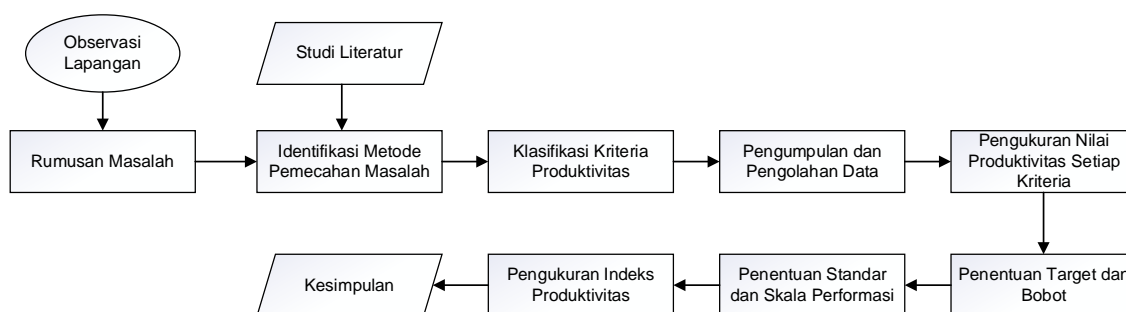 Observasi
Lapangan
Studi Literatur
Rumusan Masalah
Identifikasi Metode
Pemecahan Masalah
Klasifikasi Kriteria
Produktivitas
Pengumpulan dan
Pengolahan Data
Pengukuran Nilai
Produktivitas Setiap
Kriteria
Penentuan Target dan
Bobot
Penentuan Standar
dan Skala Performasi
Pengukuran Indeks
Produktivitas
Kesimpulan